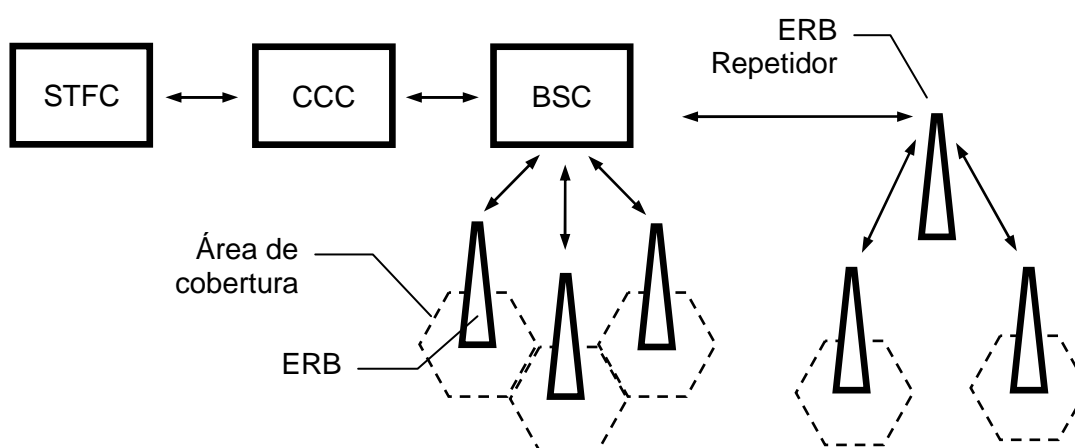 STFC
CCC
BSC
ERB
Repetidor
Área de
cobertura
ERB